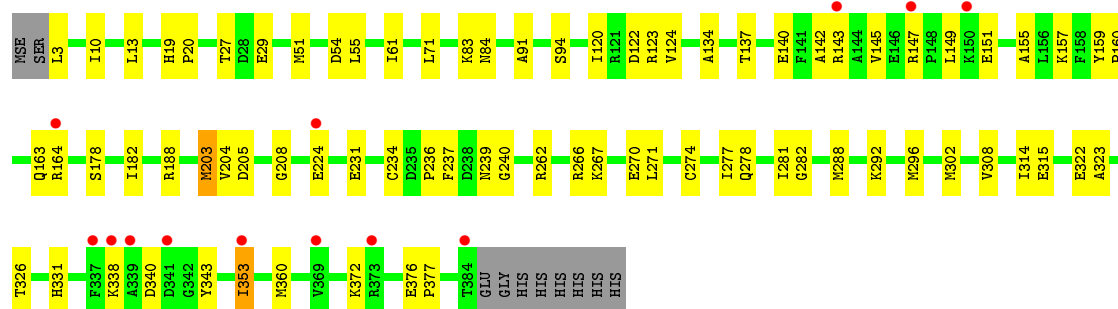 MSE SER L3 I10 L13 H19 P20 T27 D28 E29 M51 D54 L55 I61 L71 K83 N84 A91 S94 I120 R121 D122 R123 V124 A134 T137 E140 F141 A142 R143 A144 V145 E146 R147 P148 L149 K150 E151 A155 L156 K157 F158 Y159 P160
Q163 R164 S178 I182 R188 M203 V204 D205 G208 E224 E231 C234 D235 P236 F237 D238 N239 G240 R262 R266 K267 E270 L271 C274 I277 Q278 I281 G282 M288 K292 M296 M302 V308 I314 E315 E322 A323
T326 H331 F337 K338 A339 D340 D341 G342 Y343 I353 M360 V369 K372 R373 E376 P377 T384 GLU GLY HIS HIS HIS HIS HIS HIS